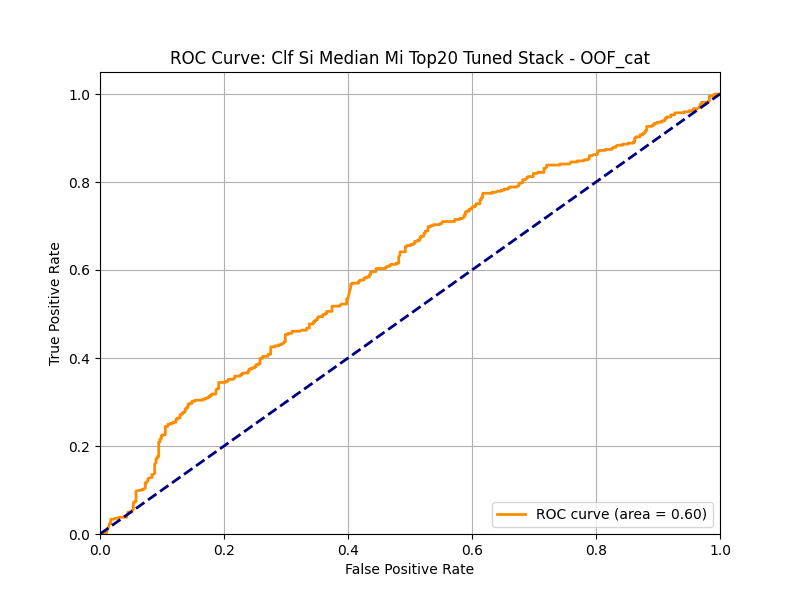 ROC Curve: Clf Si Median Mi Top20 Tuned Stack - OOF_cat
True Positive Rate
1.0
0.8
0.6
0.4
0.2
0.0
ROC curve (area = 0.60)
0.0 0.2 0.4 0.6 0.8 1.0
False Positive Rate